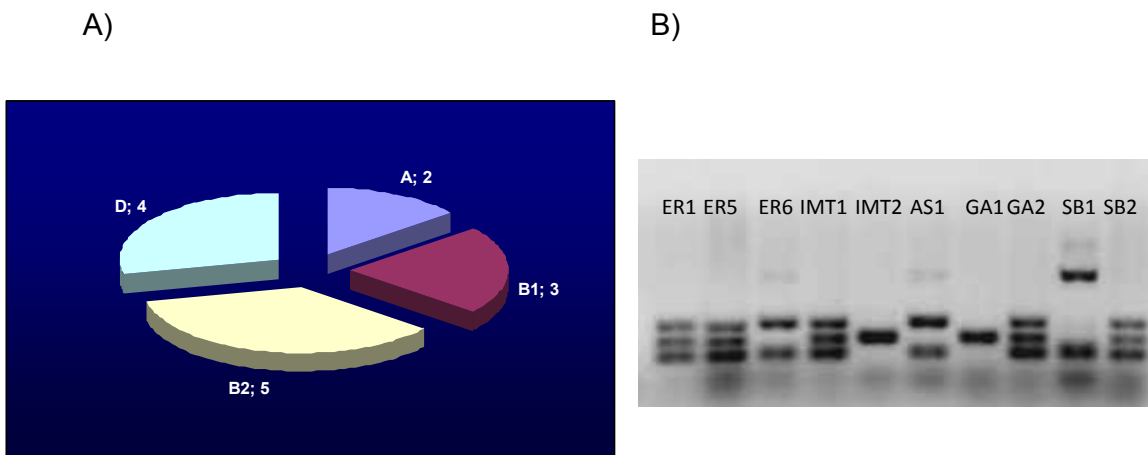 A)
B)
A; 2
D; 4
B1; 3
B2; 5
ER1 ER5 ER6 IMT1 IMT2 AS1 GA1 GA2 SB1 SB2